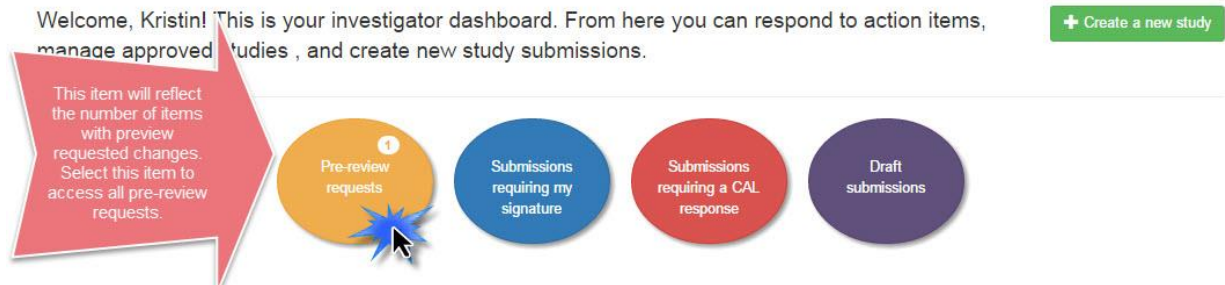 Welcome, Kristin! This is your investigator dashboard. From here you can respond to action items,
manage approved studies , and create new study submissions.
+ Create a new study
This item will reflect
the number of items
with preview
requested changes.
Select this item to
access all pre-review
requests.
1
Pre-review
requests
Submissions
requiring my
signature
Submissions
requiring a CAL
response
Draft
submissions